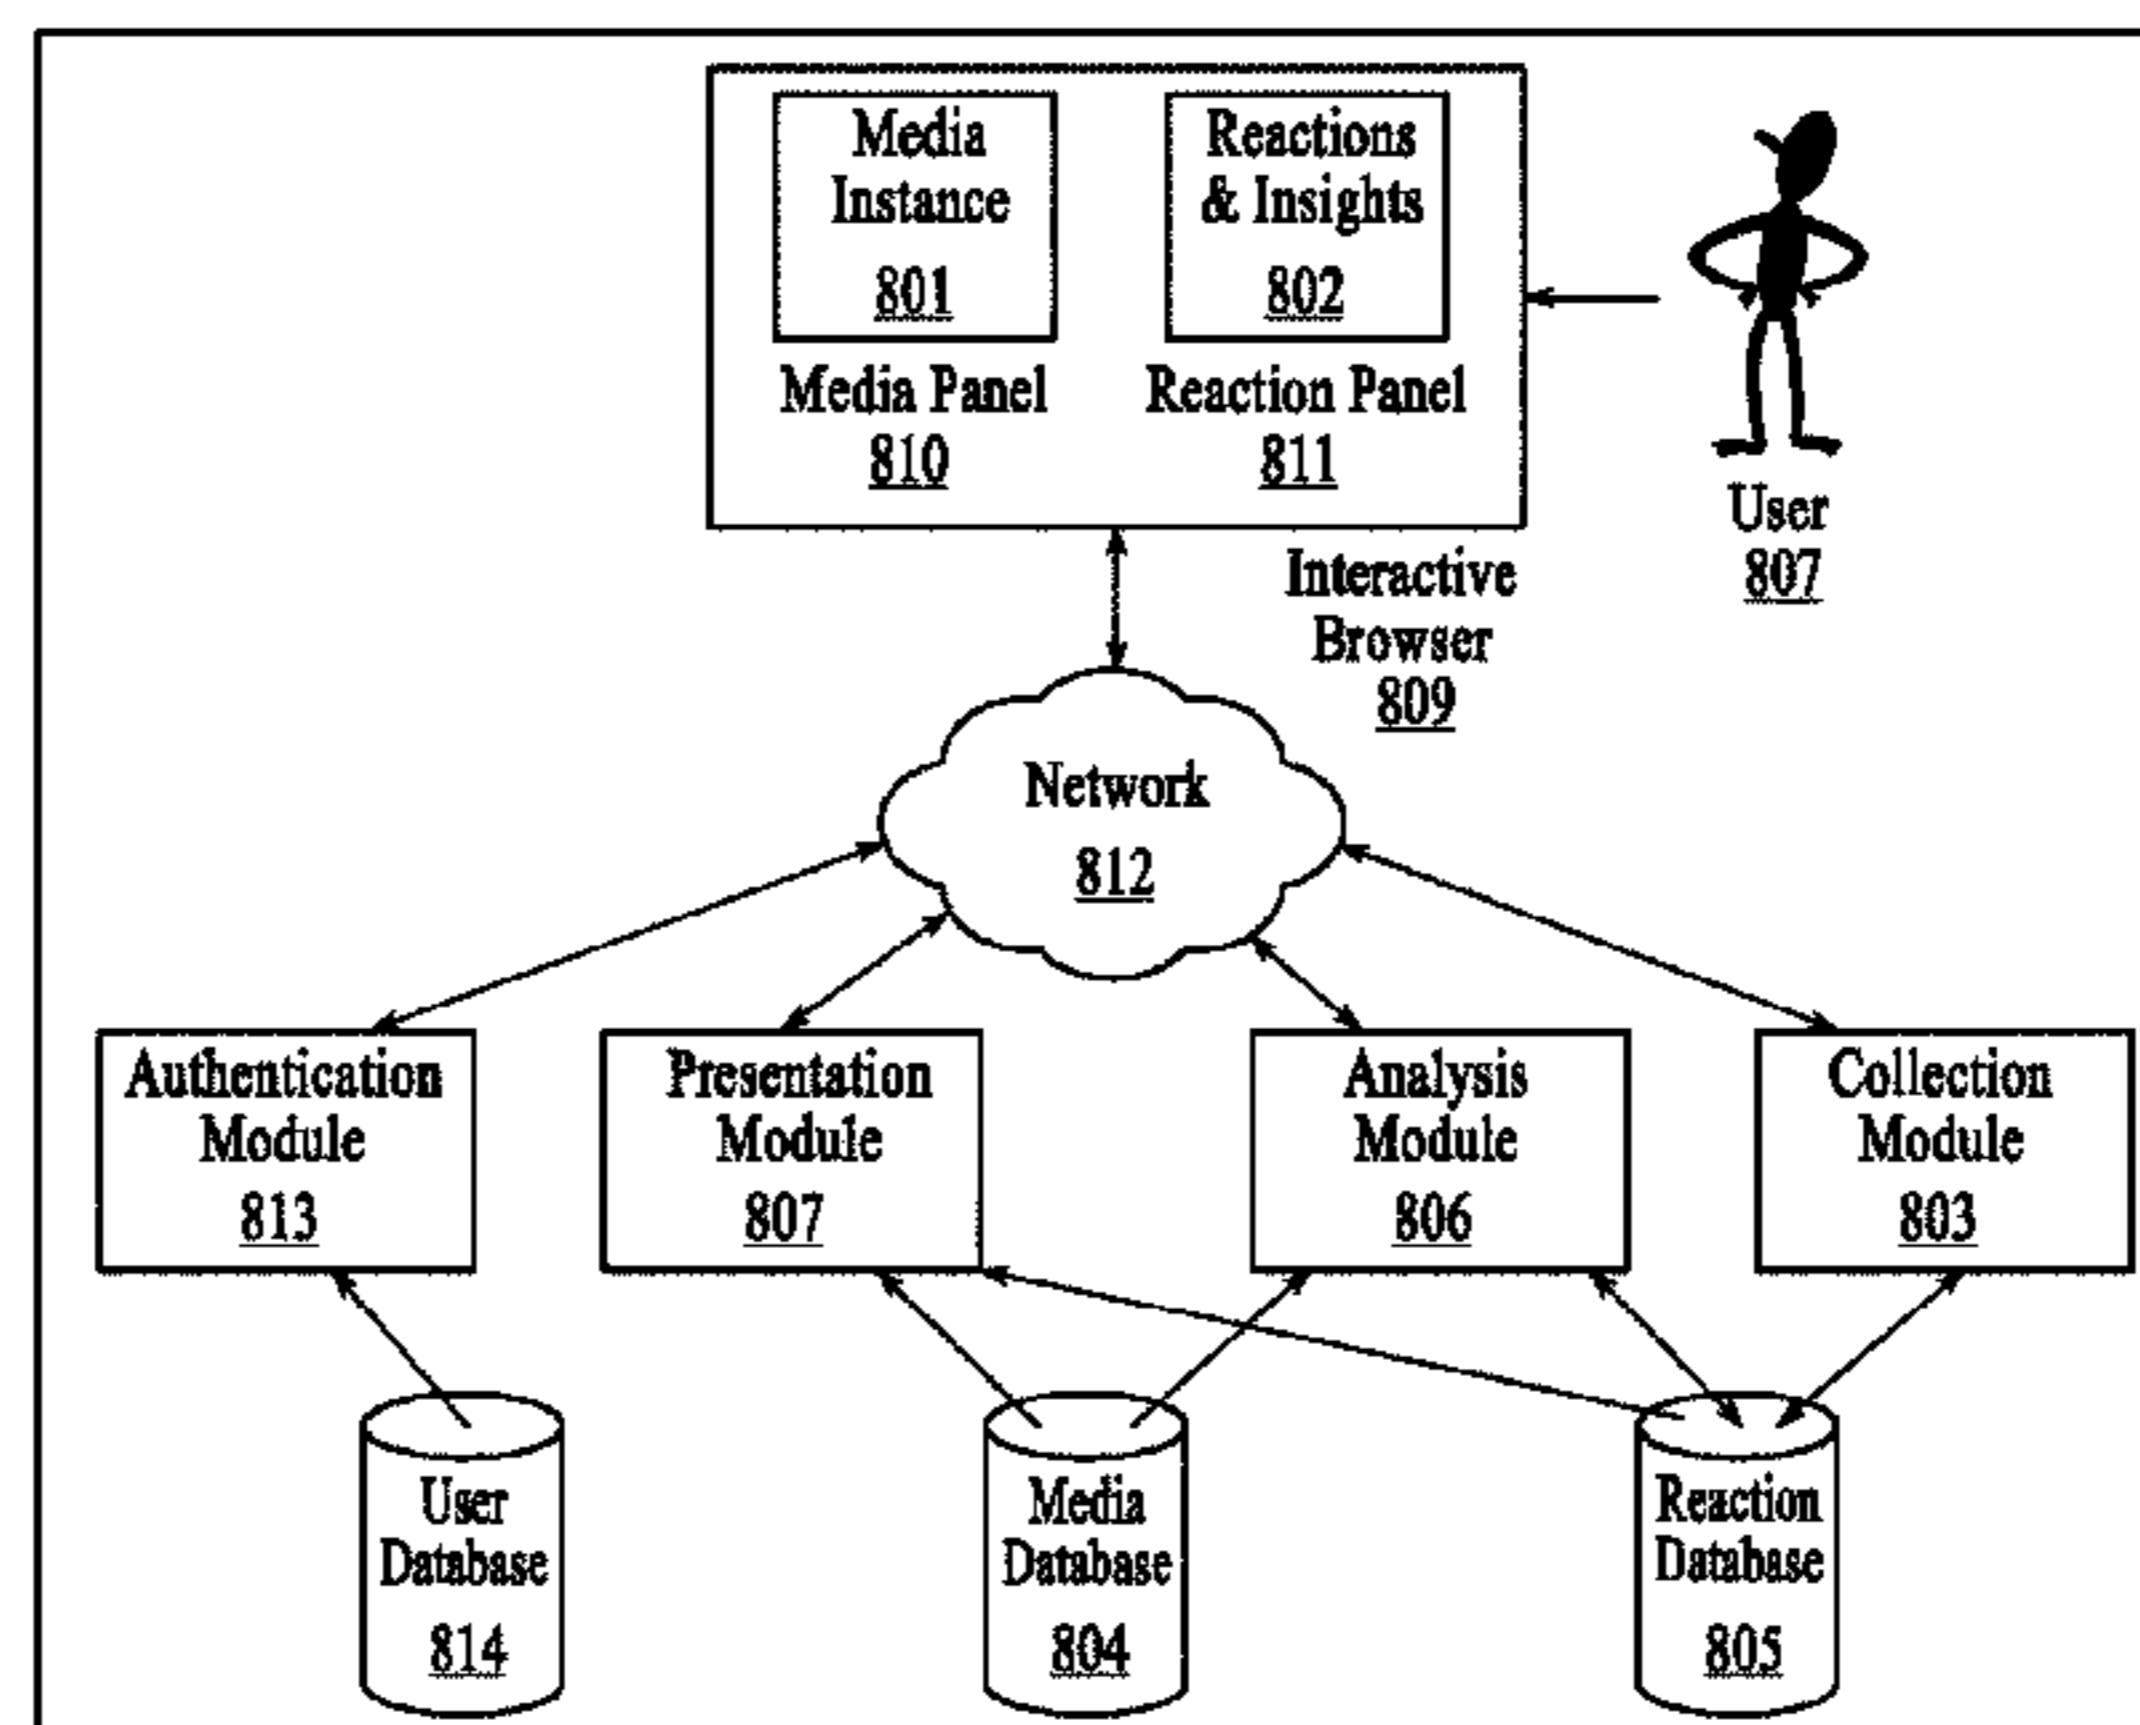 Media
Instance
801
Reactions
& Insights
802
Media Panel
810
Reaction Panel
811
User
807
Interactive
Browser
809
Network
812
Authentication
Module
813
Presentation
Module
807
Analysis
Module
806
Collection
Module
803
User
Database
814
Media
Database
804
Reaction
Database
805